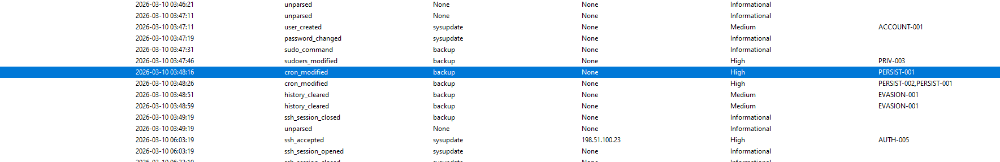 2026-03-10 03:46:21 unparsed None None Informational
2026-03-10 03:47:11 unparsed None None Informational
2026-03-10 03:47:11 user_created sysupdate None Medium ACCOUNT-001
2026-03-10 03:47:19 password_changed sysupdate None Informational
2026-03-10 03:47:31 sudo_command backup None Informational
2026-03-10 03:47:46 sudoers_modified backup None High PRIV-003
2026-03-10 03:48:16 cron_modified backup None High PERSIST-001
2026-03-10 03:48:26 cron_modified backup None High PERSIST-002,PERSIST-001
2026-03-10 03:48:51 history_cleared backup None Medium EVASION-001
2026-03-10 03:48:59 history_cleared backup None Medium EVASION-001
2026-03-10 03:49:19 ssh_session_closed backup None Informational
2026-03-10 03:49:19 unparsed None None Informational
2026-03-10 06:03:19 ssh_accepted sysupdate 198.51.100.23 High AUTH-005
2026-03-10 06:03:19 ssh_session_opened sysupdate None Informational